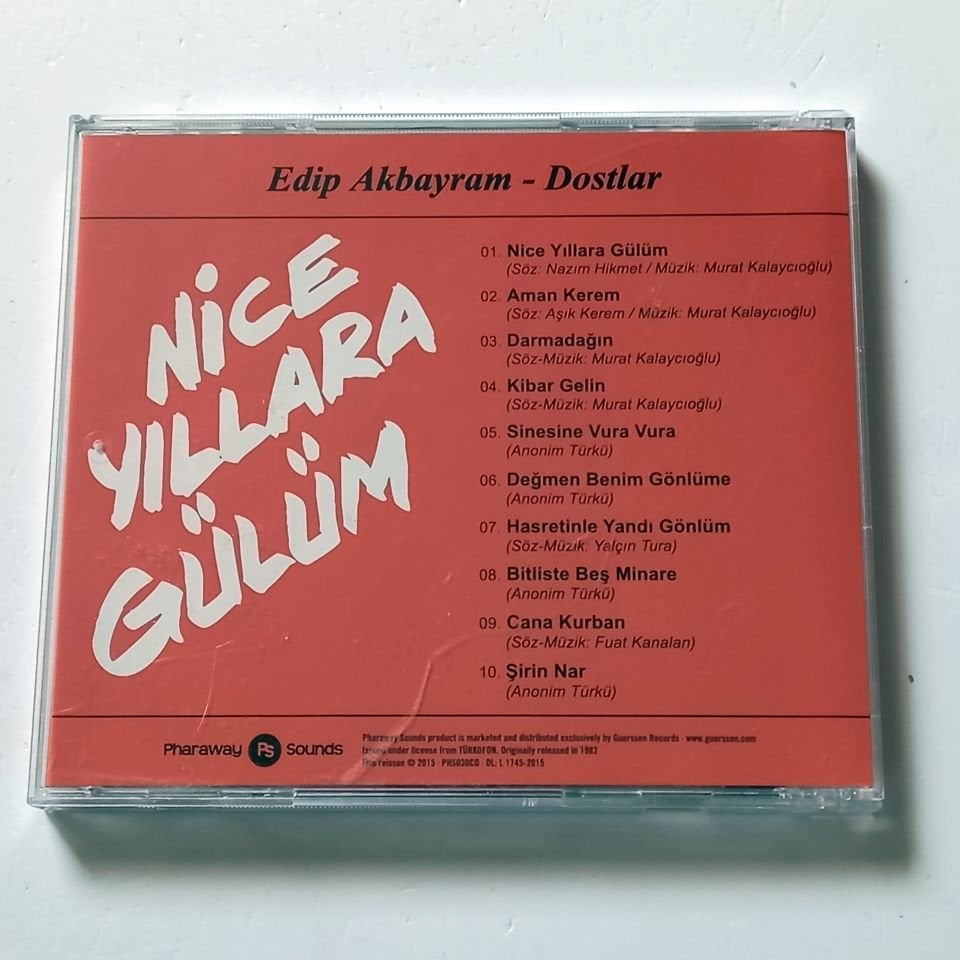 Edip Akbayram - Dostlar
NiCE
YILLARA
GÜLÜM
01. Nice Yıllara Gülüm
(Söz: Nazım Hikmet / Müzik: Murat Kalaycıoğlu)
02. Aman Kerem
(Söz: Aşık Kerem / Müzik: Murat Kalaycıoğlu)
03. Darmadağın
(Söz-Müzik: Murat Kalaycıoğlu)
04. Kibar Gelin
(Söz-Müzik: Murat Kalaycıoğlu)
05. Sinesine Vura Vura
(Anonim Türkü)
06. Değmen Benim Gönlüme
(Anonim Türkü)
07. Hasretinle Yandı Gönlüm
(Söz-Müzik: Yalçın Tura)
08. Bitliste Beş Minare
(Anonim Türkü)
09. Cana Kurban
(Söz-Müzik: Fuat Kanalan)
10. Şirin Nar
(Anonim Türkü)
Pharaway PS Sounds
Pharaway Sounds product is marketed and distributed exclusively by Guerssen Records · www.guerssen.com
Issued under license from TÜRKOFON. Originally released in 1982
This reissue © 2015 · PHS030CD · DL: L 1745-2015